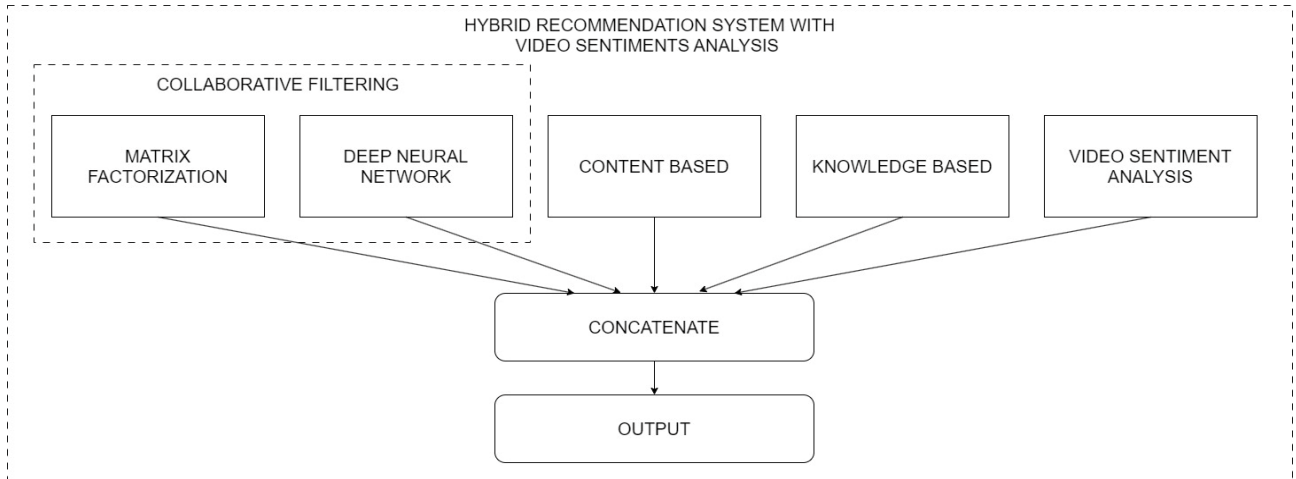 HYBRID RECOMMENDATION SYSTEM WITH
VIDEO SENTIMENTS ANALYSIS
COLLABORATIVE FILTERING
MATRIX
FACTORIZATION
DEEP NEURAL
NETWORK
CONTENT BASED
KNOWLEDGE BASED
VIDEO SENTIMENT
ANALYSIS
CONCATENATE
OUTPUT